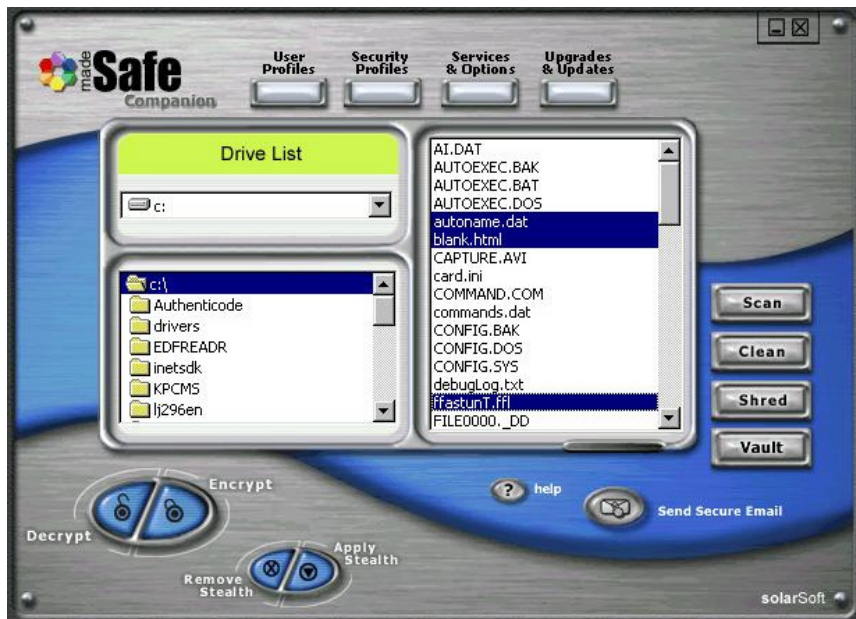 made
Safe
Companion
User
Profiles
Security
Profiles
Services
& Options
Upgrades
& Updates
Drive List
c:
c:\
Authenticode
drivers
EDFREADR
inetsdk
KPCMS
lj296en
AI.DAT
AUTOEXEC.BAK
AUTOEXEC.BAT
AUTOEXEC.DOS
autoname.dat
blank.html
CAPTURE.AVI
card.ini
COMMAND.COM
commands.dat
CONFIG.BAK
CONFIG.DOS
CONFIG.SYS
debugLog.txt
ffastunT.ffl
FILE0000._DD
Scan
Clean
Shred
Vault
Encrypt
Decrypt
? help
Send Secure Email
Apply
Stealth
Remove
Stealth
solarSoft